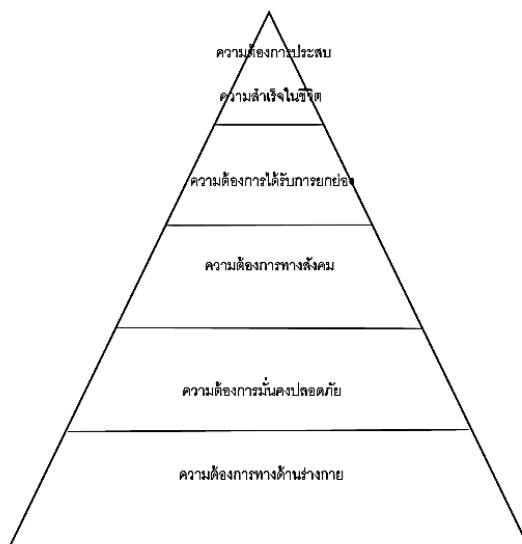 ความต้องการประสบ
ความสำเร็จในชีวิต
ความต้องการได้รับการยกย่อง
ความต้องการทางสังคม
ความต้องการมั่นคงปลอดภัย
ความต้องการทางด้านร่างกาย